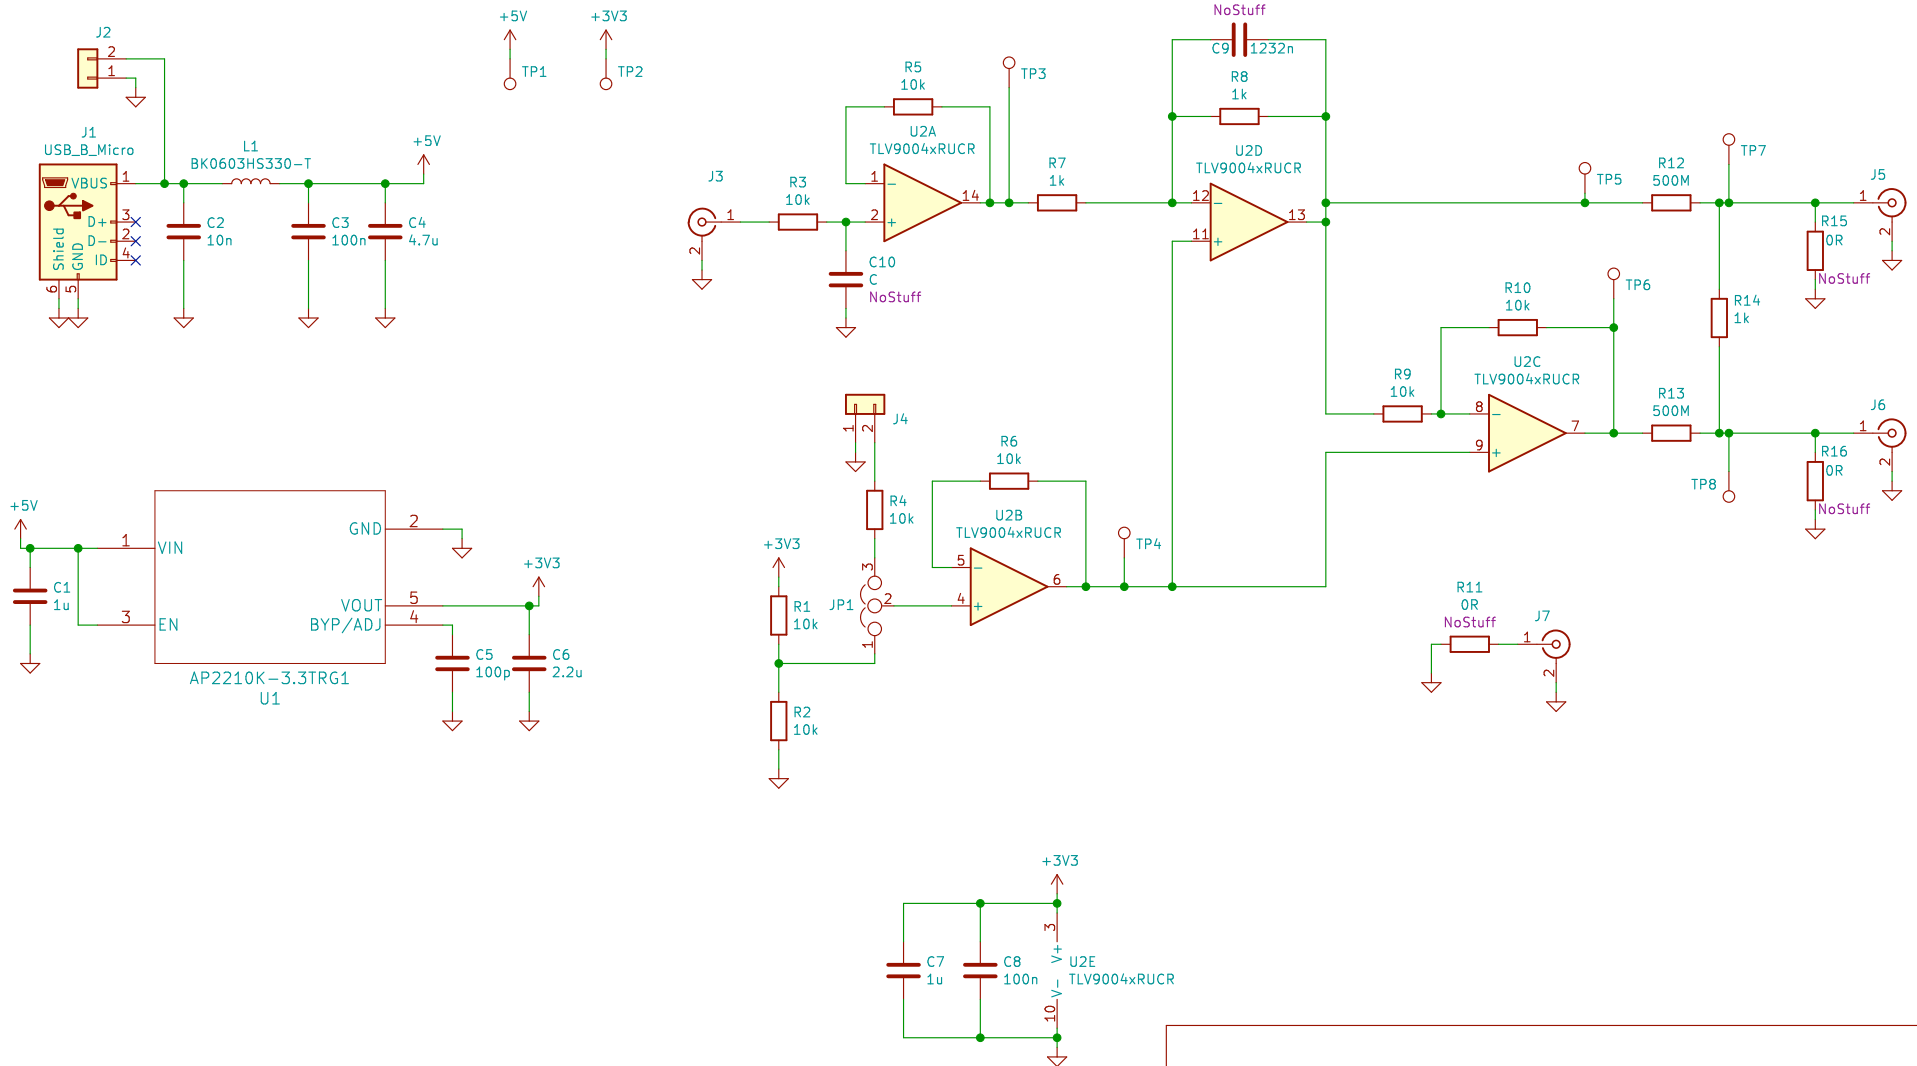 J2
2
1
+5V
TP1
+3V3
TP2
J1
USB_B_Micro
VBUS
1
D+
3
D-
2
ID
4
Shield
GND
6
5
L1
BK0603HS330-T
+5V
C2
10n
C3
100n
C4
4.7u
J3
1
2
R3
10k
C10
C
NoStuff
R5
10k
U2A
TLV9004xRUCR
1
2
14
TP3
R7
1k
NoStuff
C9
1232n
R8
1k
U2D
TLV9004xRUCR
12
11
13
TP5
R12
500M
TP7
J5
1
2
R15
0R
NoStuff
R14
1k
TP6
R10
10k
U2C
TLV9004xRUCR
R9
10k
8
9
7
R13
500M
TP8
J6
1
2
R16
0R
NoStuff
J4
1
2
R4
10k
R6
10k
U2B
TLV9004xRUCR
5
4
6
TP4
+3V3
R1
10k
JP1
3
2
1
R2
10k
R11
0R
NoStuff
J7
1
2
+5V
C1
1u
1
VIN
3
EN
GND
2
VOUT
5
BYP/ADJ
4
AP2210K-3.3TRG1
U1
+3V3
C5
100p
C6
2.2u
+3V3
C7
1u
C8
100n
3
V+
V-
10
U2E
TLV9004xRUCR